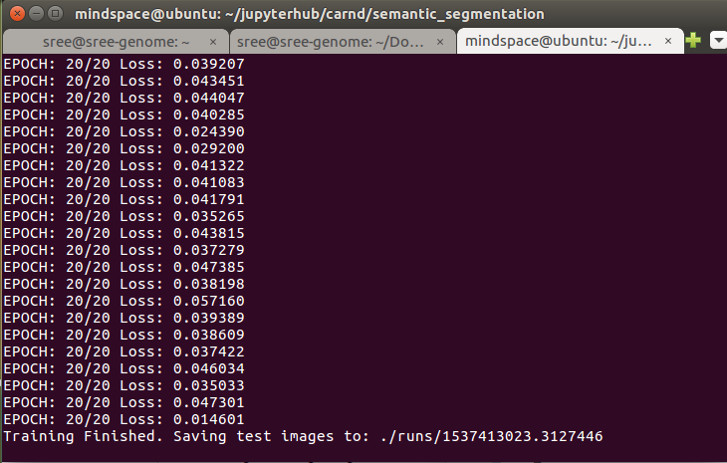 mindspace@ubuntu: ~/jupyterhub/carnd/semantic_segmentation
sree@sree-genome: ~ × sree@sree-genome: ~/Do... × mindspace@ubuntu: ~/ju... ×
EPOCH: 20/20 Loss: 0.039207
EPOCH: 20/20 Loss: 0.043451
EPOCH: 20/20 Loss: 0.044047
EPOCH: 20/20 Loss: 0.040285
EPOCH: 20/20 Loss: 0.024390
EPOCH: 20/20 Loss: 0.029200
EPOCH: 20/20 Loss: 0.041322
EPOCH: 20/20 Loss: 0.041083
EPOCH: 20/20 Loss: 0.041791
EPOCH: 20/20 Loss: 0.035265
EPOCH: 20/20 Loss: 0.043815
EPOCH: 20/20 Loss: 0.037279
EPOCH: 20/20 Loss: 0.047385
EPOCH: 20/20 Loss: 0.038198
EPOCH: 20/20 Loss: 0.057160
EPOCH: 20/20 Loss: 0.039389
EPOCH: 20/20 Loss: 0.038609
EPOCH: 20/20 Loss: 0.037422
EPOCH: 20/20 Loss: 0.046034
EPOCH: 20/20 Loss: 0.035033
EPOCH: 20/20 Loss: 0.047301
EPOCH: 20/20 Loss: 0.014601
Training Finished. Saving test images to: ./runs/1537413023.3127446